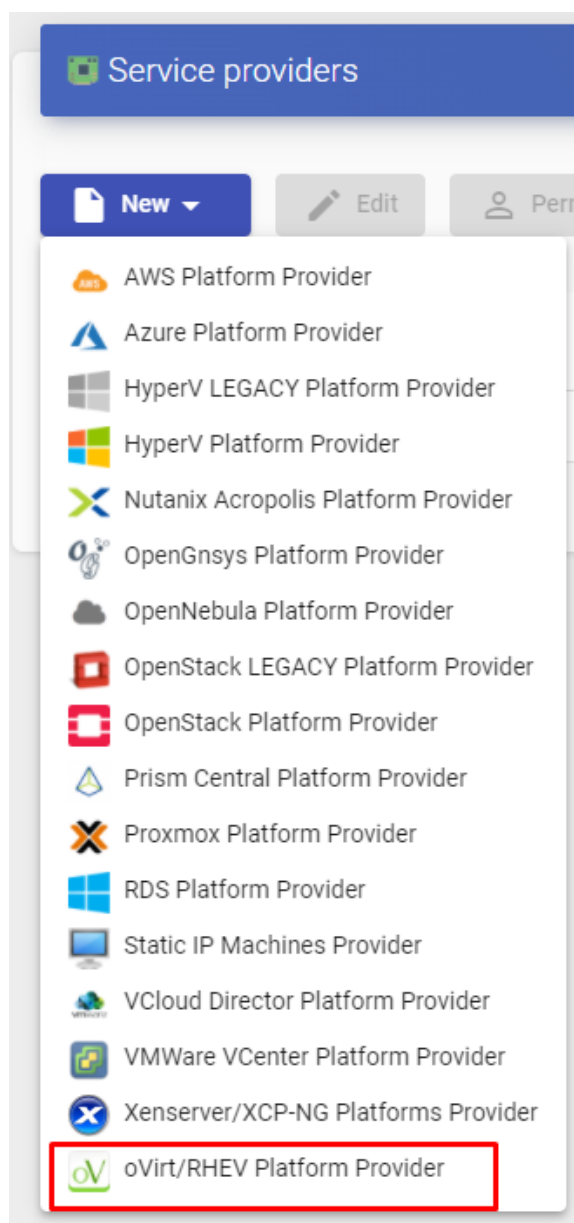 Service providers
New
Edit
AWS
AWS Platform Provider
Azure Platform Provider
HyperV LEGACY Platform Provider
HyperV Platform Provider
Nutanix Acropolis Platform Provider
OpenGnsys Platform Provider
OpenNebula Platform Provider
OpenStack LEGACY Platform Provider
OpenStack Platform Provider
Prism Central Platform Provider
Proxmox Platform Provider
RDS Platform Provider
Static IP Machines Provider
VCloud Director Platform Provider
VMWare VCenter Platform Provider
Xenserver/XCP-NG Platforms Provider
oV
oVirt/RHEV Platform Provider